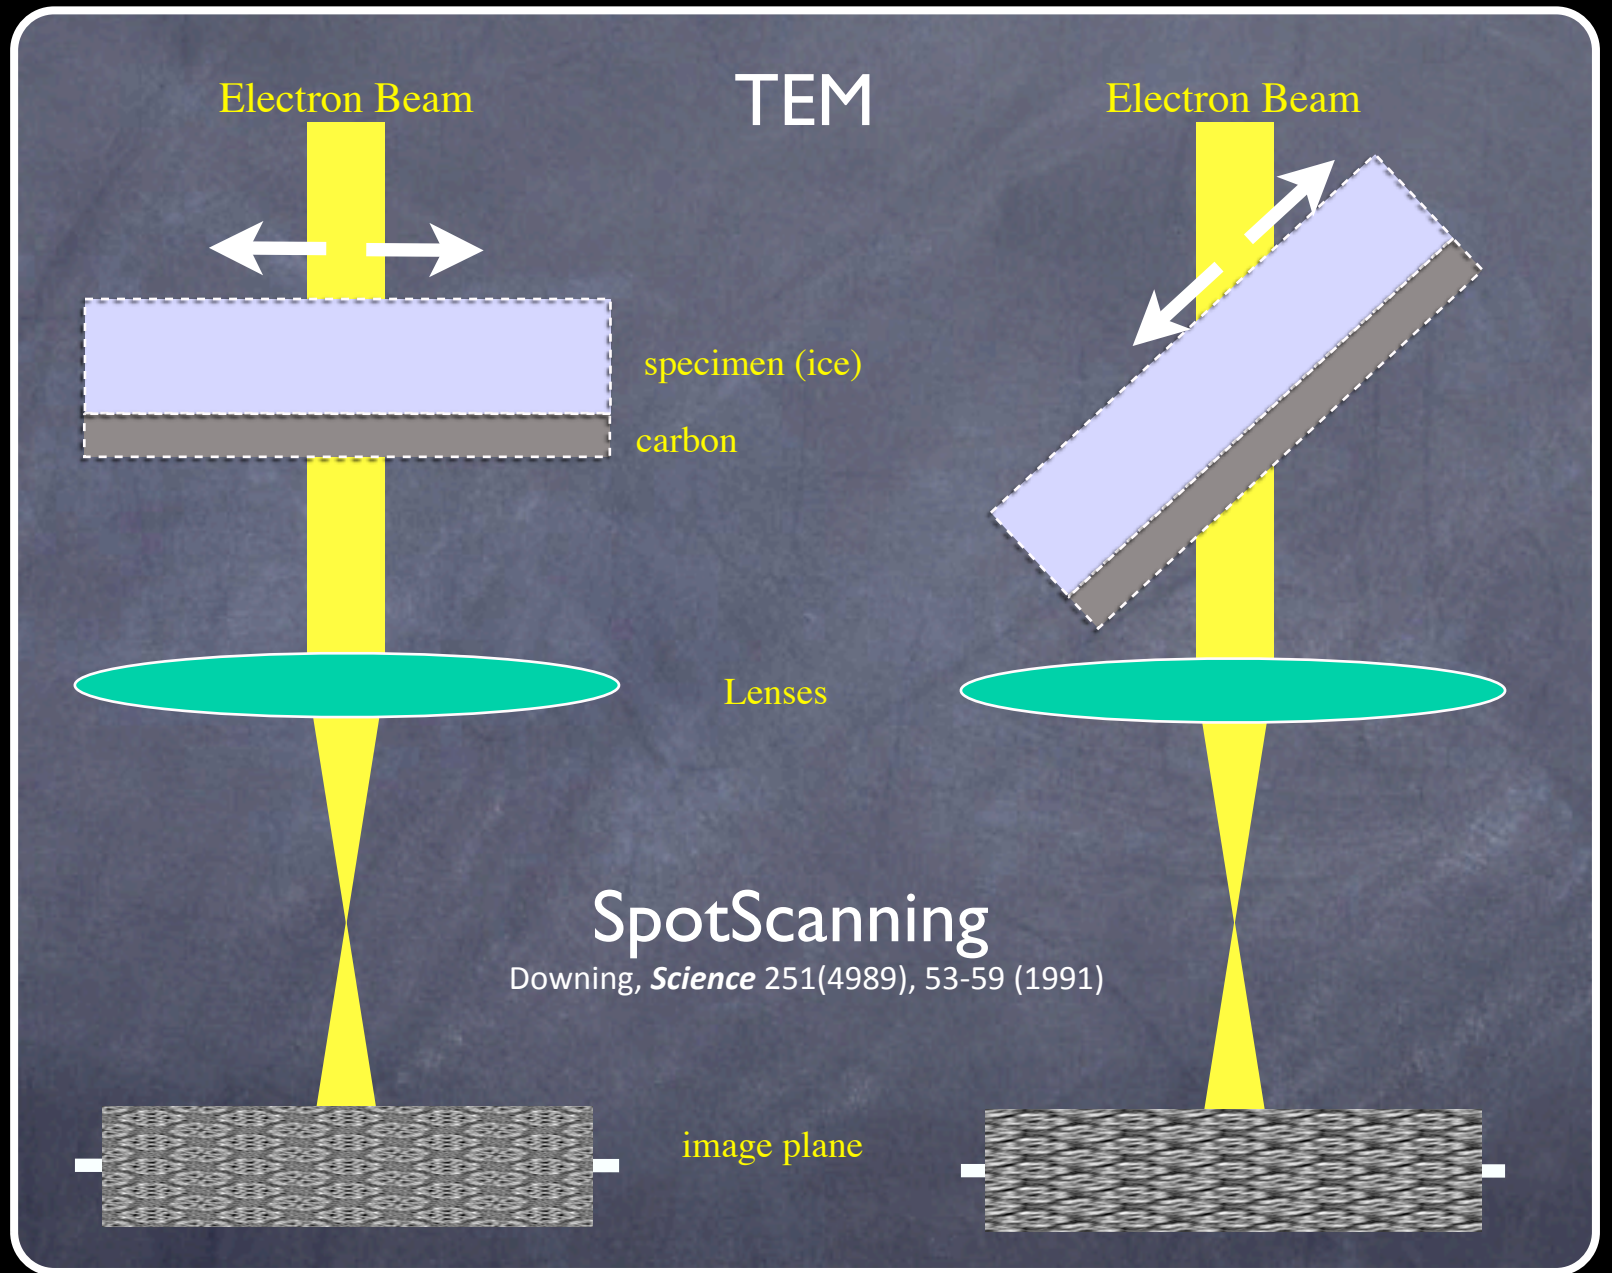 TEM
Electron Beam
Electron Beam
specimen (ice)
carbon
Lenses
SpotScanning
Downing, Science 251(4989), 53-59 (1991)
image plane